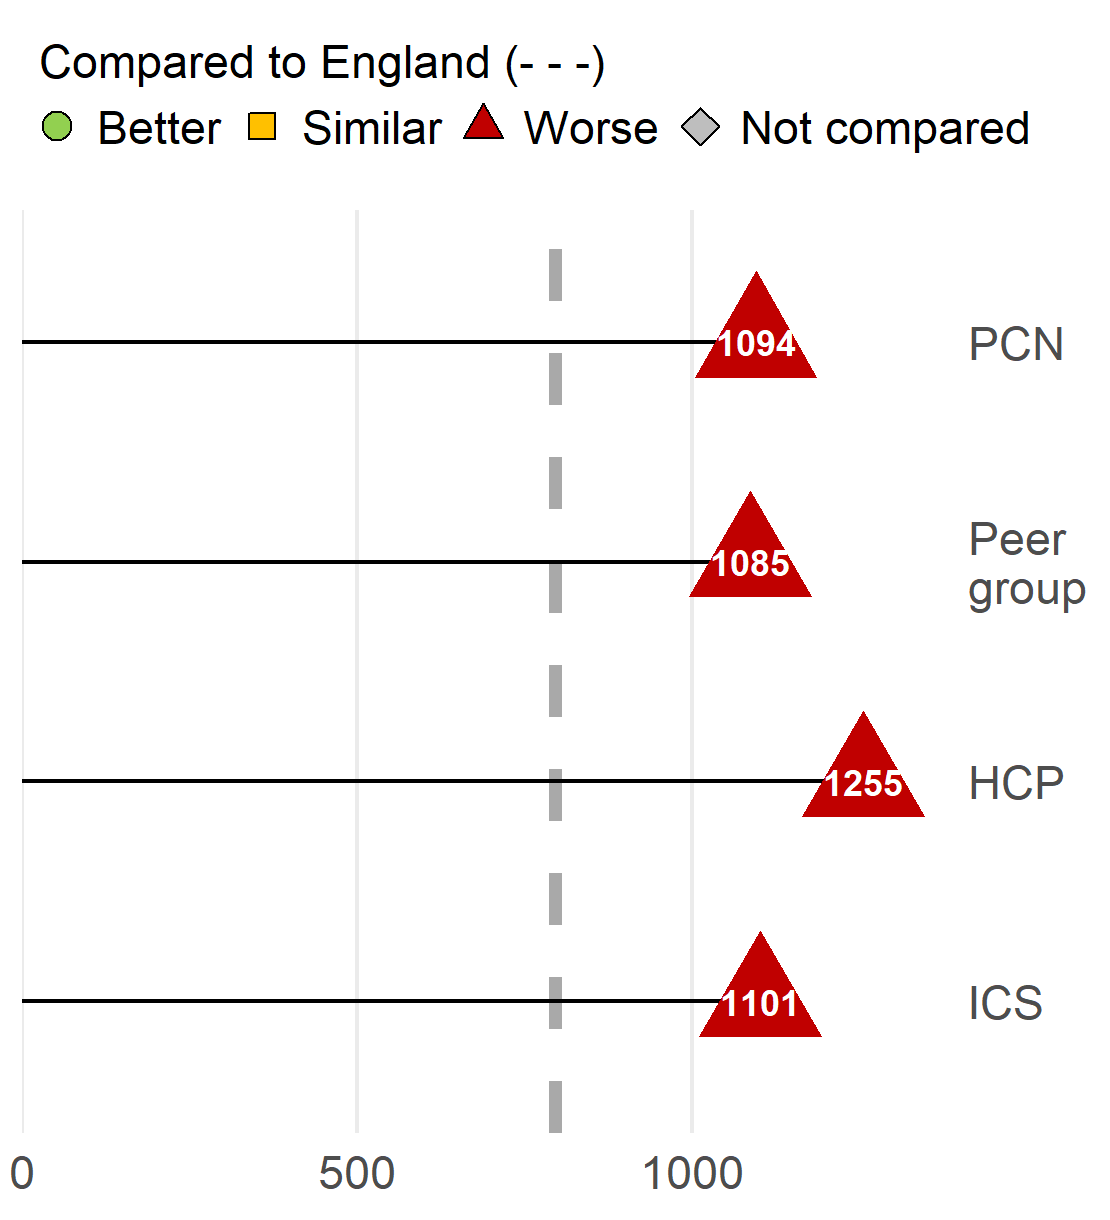 Compared to England (- - -)
Better Similar Worse Not compared
1094 PCN
1085 Peer
group
1255 HCP
1101 ICS
0 500 1000